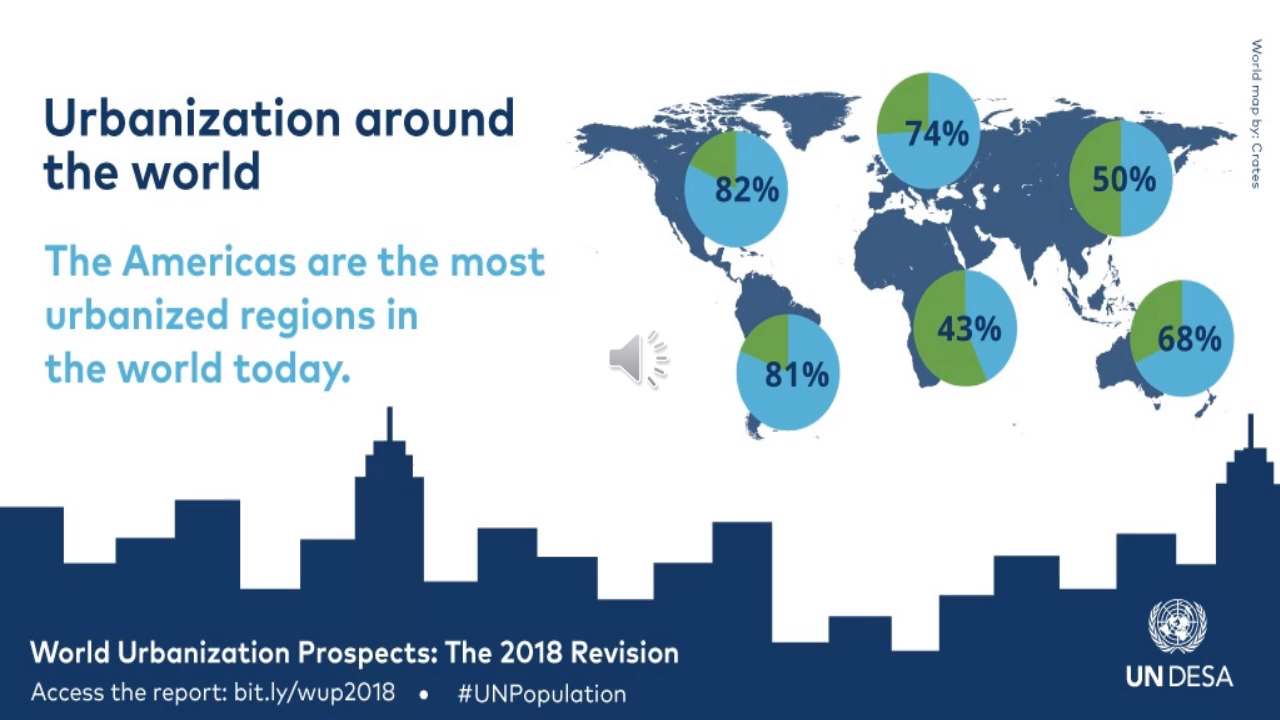 Urbanization around
the world
The Americas are the most
urbanized regions in
the world today.
82%
74%
50%
81%
43%
68%
World map by: Crates
World Urbanization Prospects: The 2018 Revision
Access the report: bit.ly/wup2018 • #UNPopulation
UN DESA